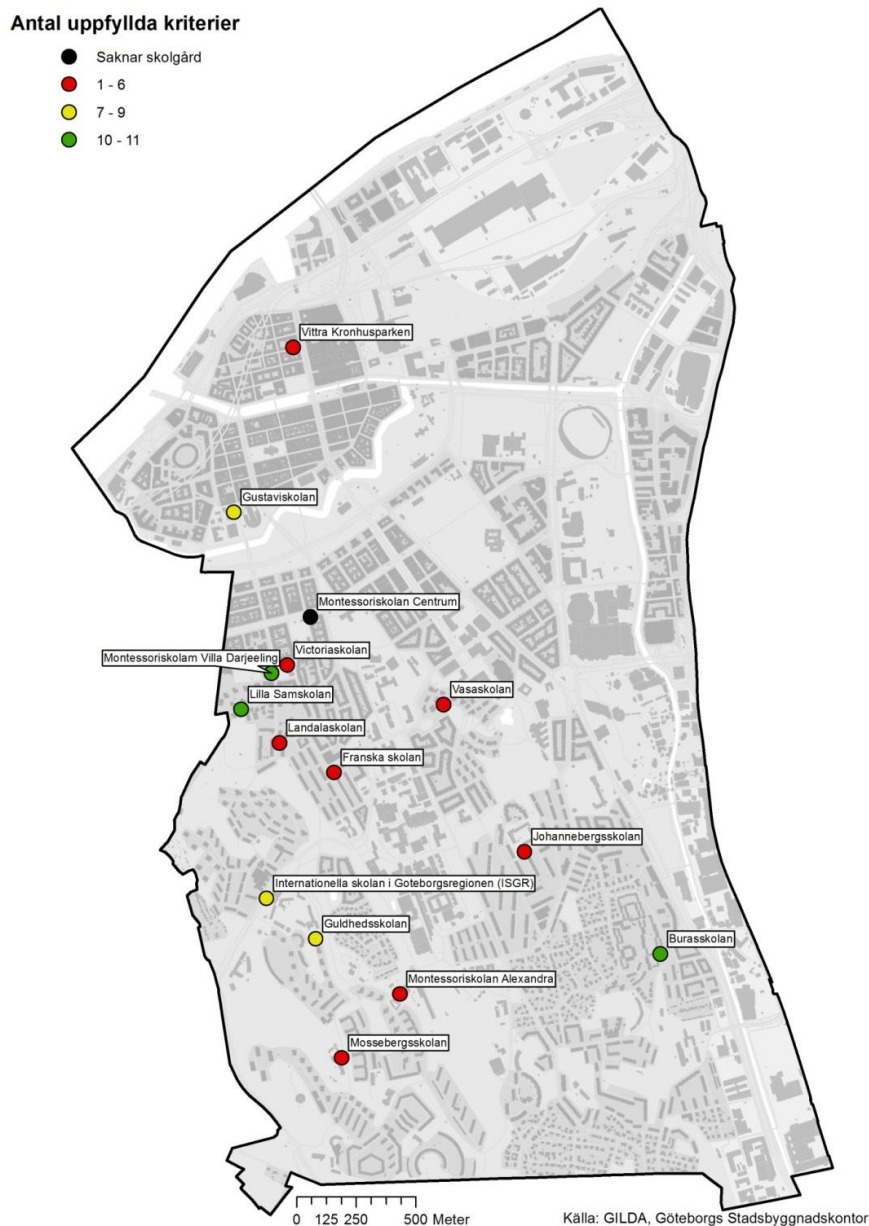 Antal uppfyllda kriterier
Saknar skolgård
1 - 6
7 - 9
10 - 11
Vittra Kronhusparken
Gustaviskolan
Montessoriskolan Centrum
Victoriaskolan
Montessoriskolam Villa Darjeeling
Lilla Samskolan
Vasaskolan
Landalaskolan
Franska skolan
Johannebergsskolan
Internationella skolan i Goteborgsregionen (ISGR)
Guldhedsskolan
Burasskolan
Montessoriskolan Alexandra
Mossebergsskolan
0 125 250 500 Meter
Källa: GILDA, Göteborgs Stadsbyggnadskontor